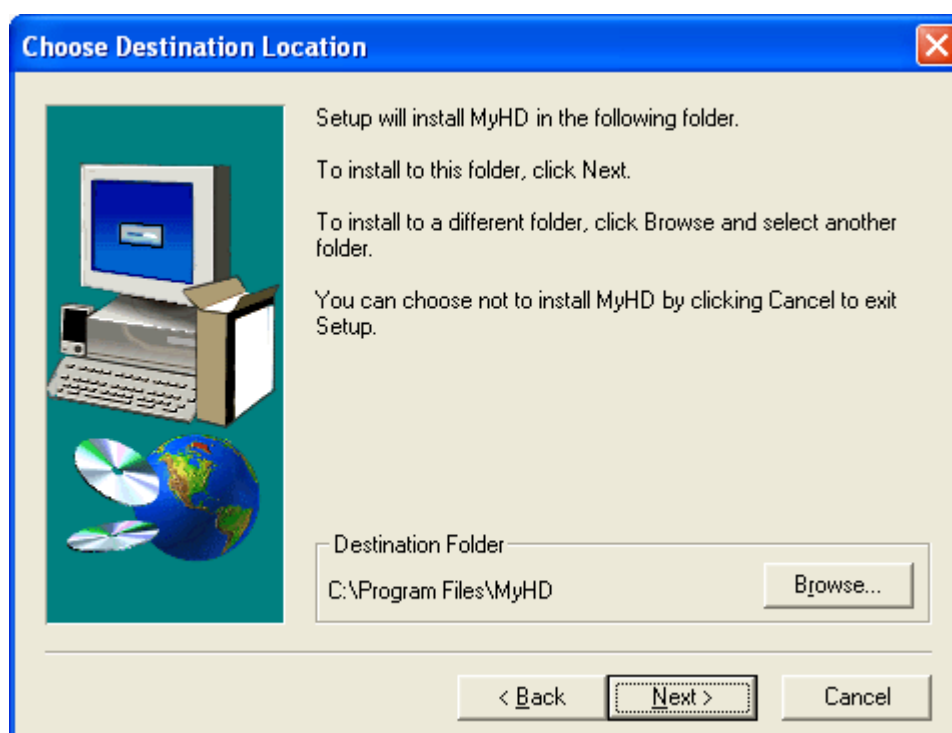 Choose Destination Location
Setup will install MyHD in the following folder.
To install to this folder, click Next.
To install to a different folder, click Browse and select another
folder.
You can choose not to install MyHD by clicking Cancel to exit
Setup.
Destination Folder
C:\Program Files\MyHD
Browse...
< Back
Next >
Cancel